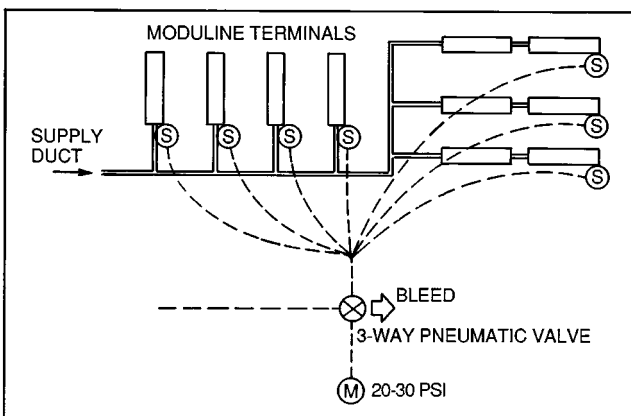 MODULINE TERMINALS
S
S
S
S
S
S
S
SUPPLY
DUCT
BLEED
3-WAY PNEUMATIC VALVE
M 20-30 PSI